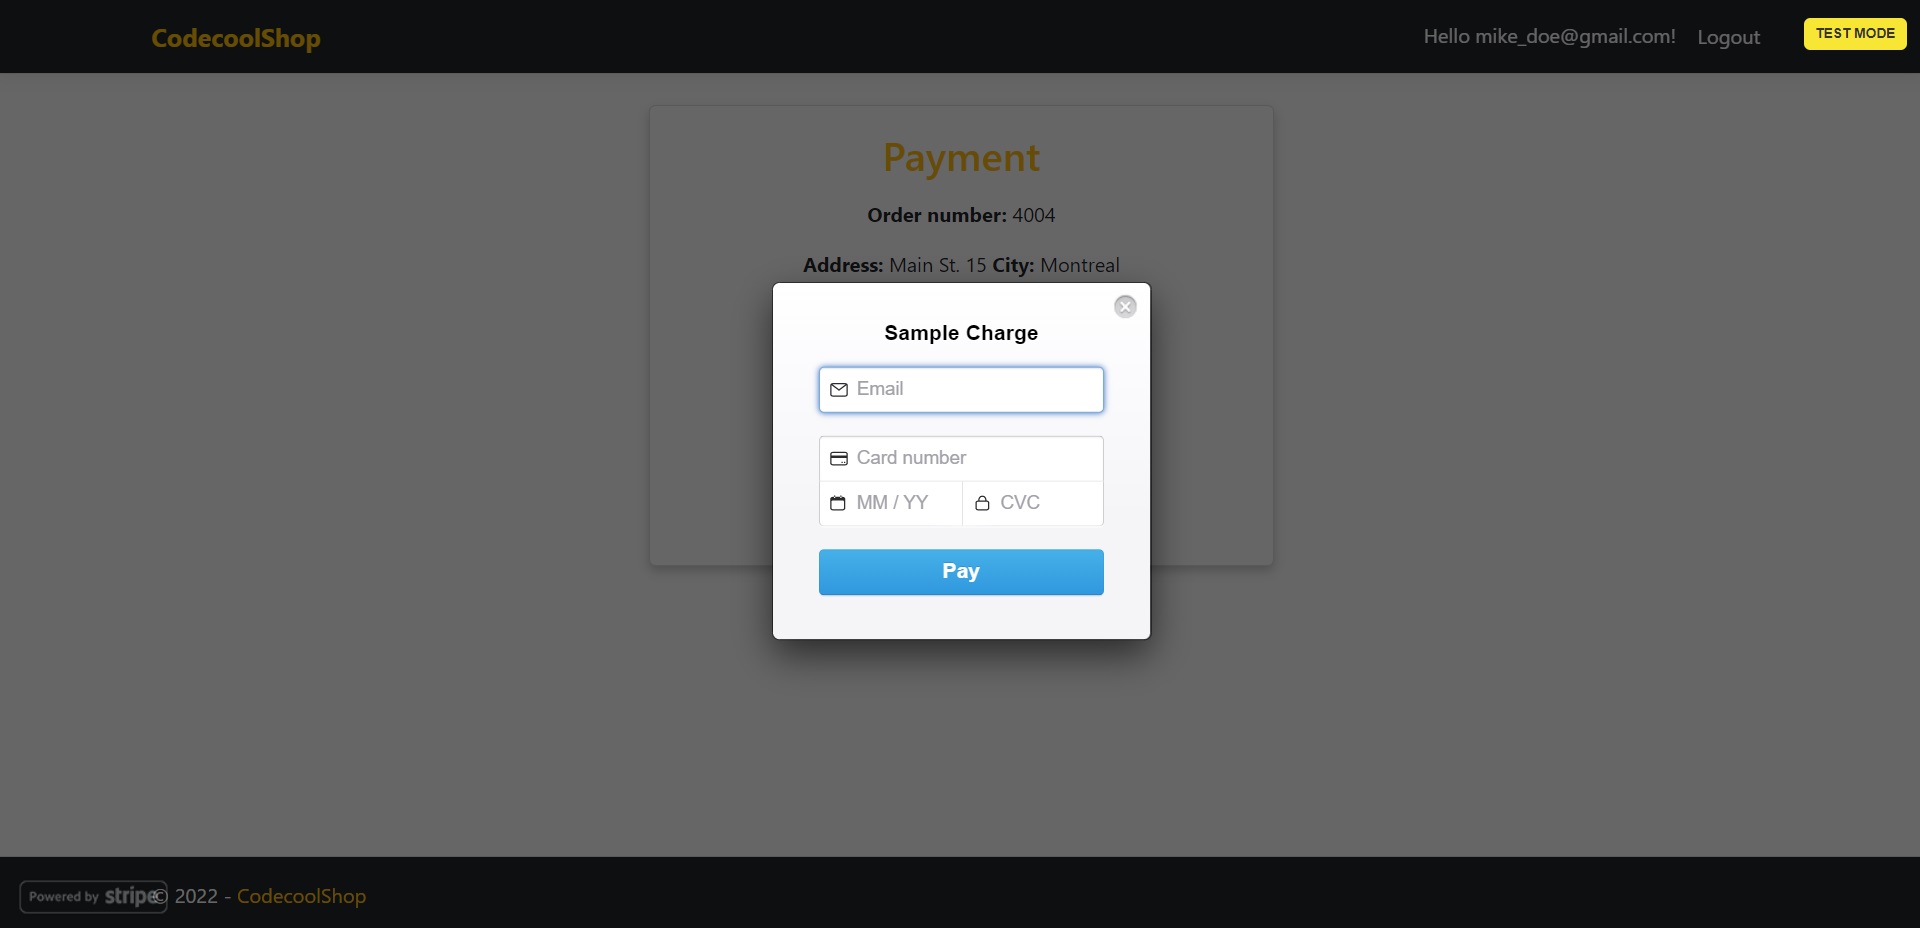 CodecoolShop
Hello mike_doe@gmail.com! Logout TEST MODE
Payment
Order number: 4004
Address: Main St. 15 City: Montreal
Sample Charge
Email
Card number
MM / YY CVC
Pay
Powered by stripe © 2022 - CodecoolShop